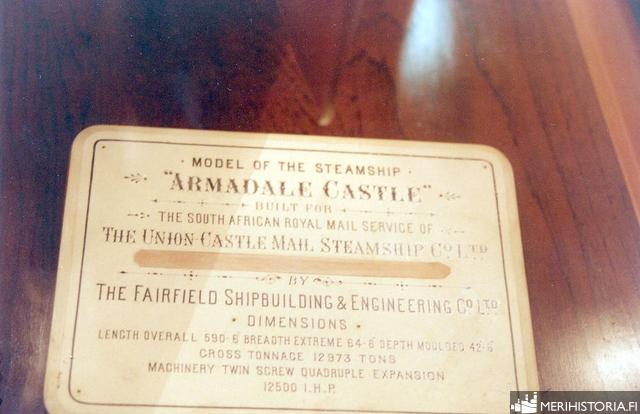 · MODEL OF THE STEAMSHIP ·
"ARMADALE CASTLE"
BUILT FOR
THE SOUTH AFRICAN ROYAL MAIL SERVICE OF
THE UNION-CASTLE MAIL STEAMSHIP CO. LTD
BY
THE FAIRFIELD SHIPBUILDING & ENGINEERING CO. LTD
· DIMENSIONS ·
LENGTH OVERALL 590-6 BREADTH EXTREME 64-6 DEPTH MOULDED 42-6
CROSS TONNAGE 12973 TONS
MACHINERY TWIN SCREW QUADRUPLE EXPANSION
12500 I.H.P.
MERIHISTORIA.FI